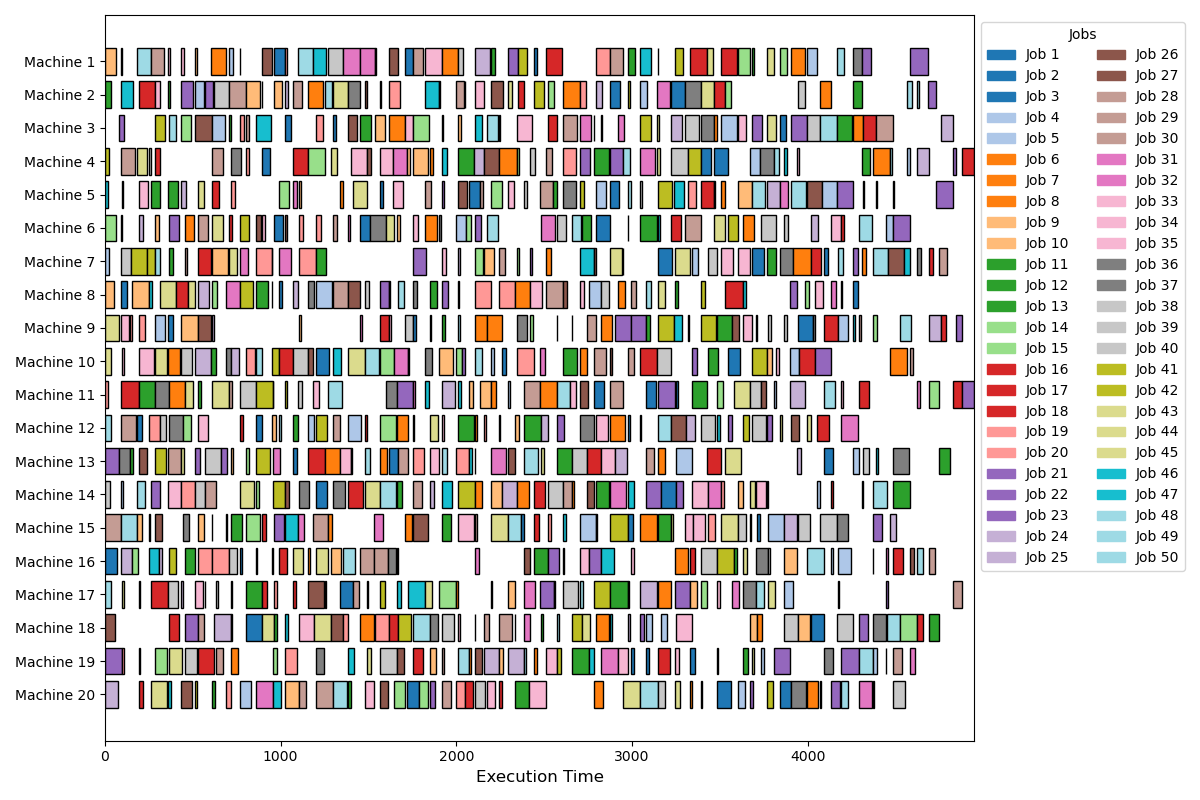 Jobs
Machine 1
Machine 2
Machine 3
Machine 4
Machine 5
Machine 6
Machine 7
Machine 8
Machine 9
Machine 10
Machine 11
Machine 12
Machine 13
Machine 14
Machine 15
Machine 16
Machine 17
Machine 18
Machine 19
Machine 20
0 1000 2000 3000 4000
Execution Time
Job 1 Job 26
Job 2 Job 27
Job 3 Job 28
Job 4 Job 29
Job 5 Job 30
Job 6 Job 31
Job 7 Job 32
Job 8 Job 33
Job 9 Job 34
Job 10 Job 35
Job 11 Job 36
Job 12 Job 37
Job 13 Job 38
Job 14 Job 39
Job 15 Job 40
Job 16 Job 41
Job 17 Job 42
Job 18 Job 43
Job 19 Job 44
Job 20 Job 45
Job 21 Job 46
Job 22 Job 47
Job 23 Job 48
Job 24 Job 49
Job 25 Job 50